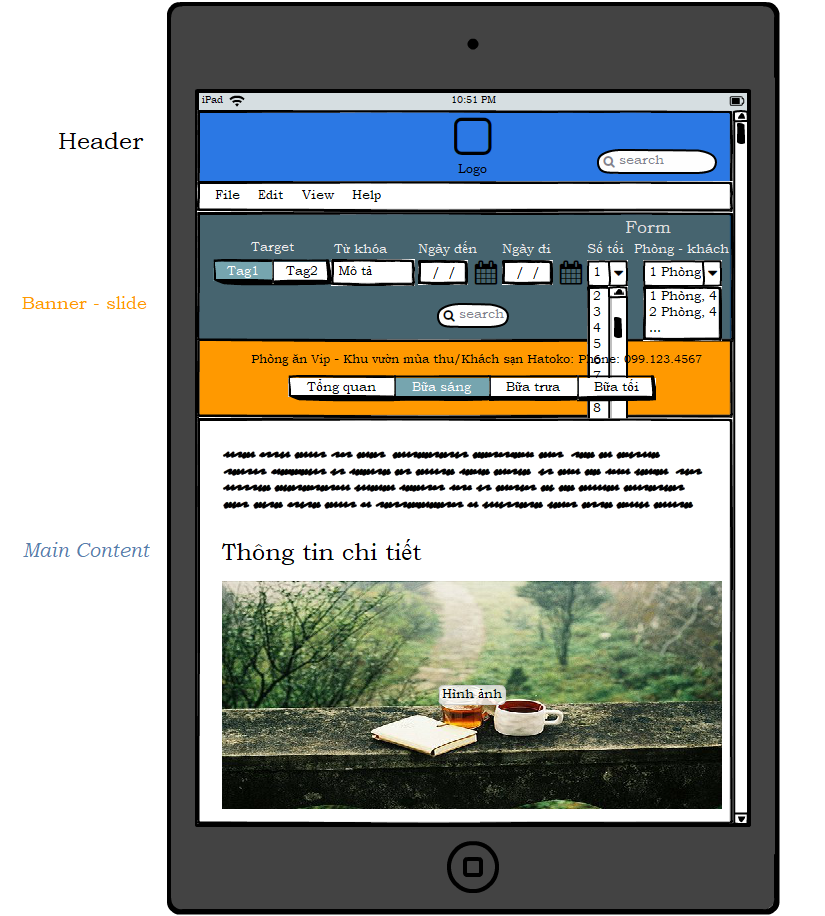 iPad 10:51 PM
Header
Logo
search
File Edit View Help
Form
Target Từ khóa Ngày đến Ngày đi Số tối Phòng - khách
Tag1 Tag2 Mô tả / / / / 1 1 Phòng
Banner - slide
2 1 Phòng, 4
3 2 Phòng, 4
4 ...
search
5
6
7
8
Phòng ăn Vip - Khu vườn mùa thu/Khách sạn Hatoko: Phone: 099.123.4567
Tổng quan Bữa sáng Bữa trưa Bữa tối
Main Content
Thông tin chi tiết
Hình ảnh